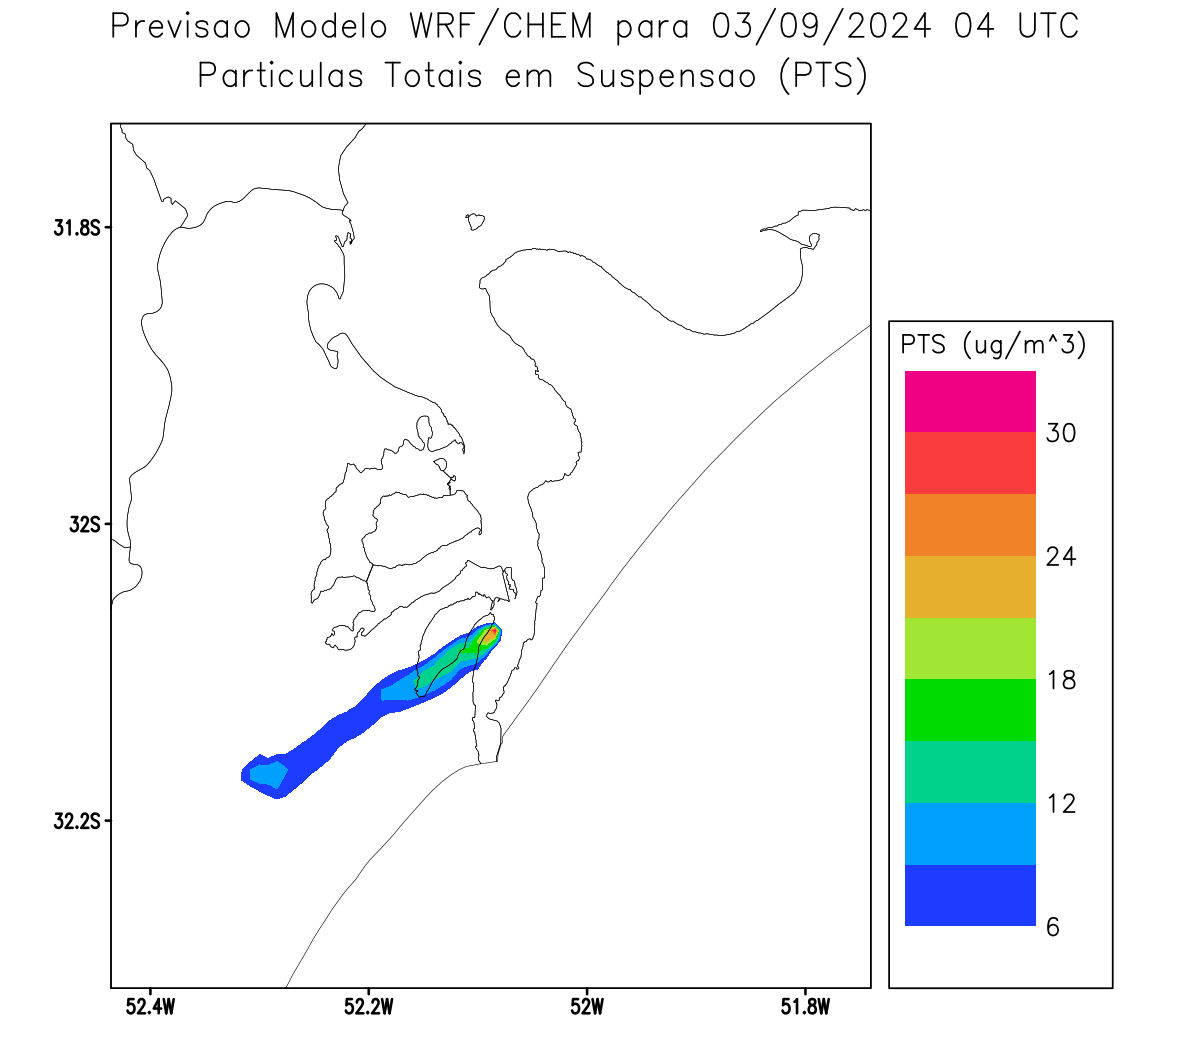 Previsao Modelo WRF/CHEM para 03/09/2024 04 UTC
Particulas Totais em Suspensao (PTS)
31.8S
32S
32.2S
52.4W
52.2W
52W
51.8W
PTS (ug/m^3)
30
24
18
12
6